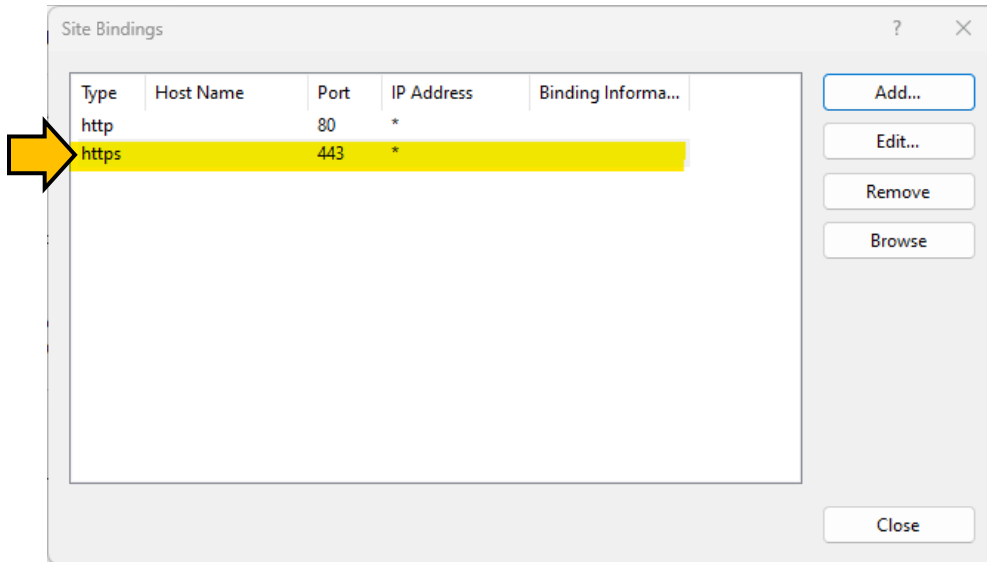 Site Bindings ?
Type Host Name Port IP Address Binding Informa...
http 80 *
https 443 *
Add...
Edit...
Remove
Browse
Close